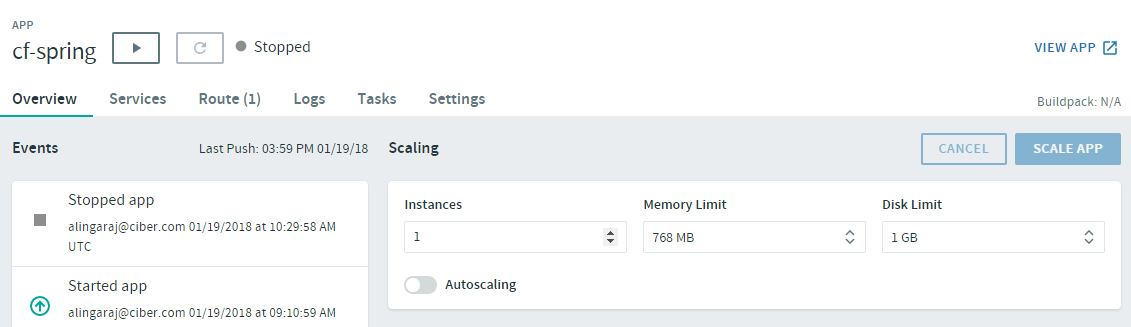 APP
cf-spring
Stopped
VIEW APP
Overview Services Route (1) Logs Tasks Settings
Buildpack: N/A
Events Last Push: 03:59 PM 01/19/18
Scaling
CANCEL SCALE APP
Stopped app
alingaraj@ciber.com 01/19/2018 at 10:29:58 AM
UTC
Started app
alingaraj@ciber.com 01/19/2018 at 09:10:59 AM
Instances Memory Limit Disk Limit
1 768 MB 1 GB
Autoscaling